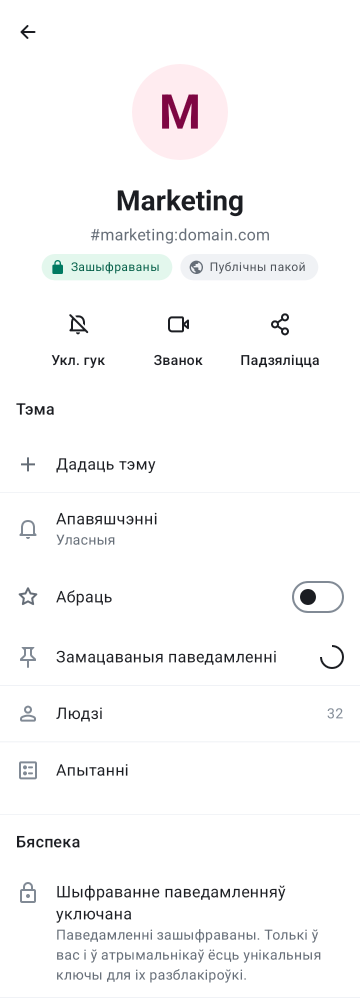 M
Marketing
#marketing:domain.com
Зашыфраваны
Публічны пакой
Укл. гук
Званок
Падзяліцца
Тэма
Дадаць тэму
Апавяшчэнні
Уласныя
Абраць
Замацаваныя паведамленні
Людзі
32
Апытанні
Бяспека
Шыфраванне паведамленняў
уключана
Паведамленні зашыфраваны. Толькі ў
вас і ў атрымальнікаў ёсць унікальныя
ключы для іх разблакіроўкі.